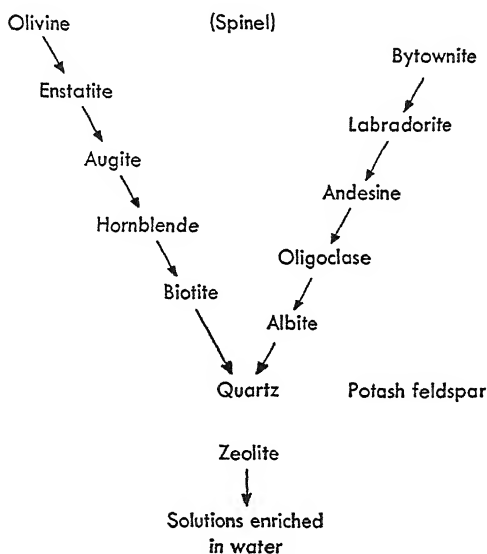 Olivine
(Spinel)
Bytownite
Enstatite
Labradorite
Augite
Andesine
Hornblende
Oligoclase
Biotite
Albite
Quartz
Potash feldspar
Zeolite
Solutions enriched
in water